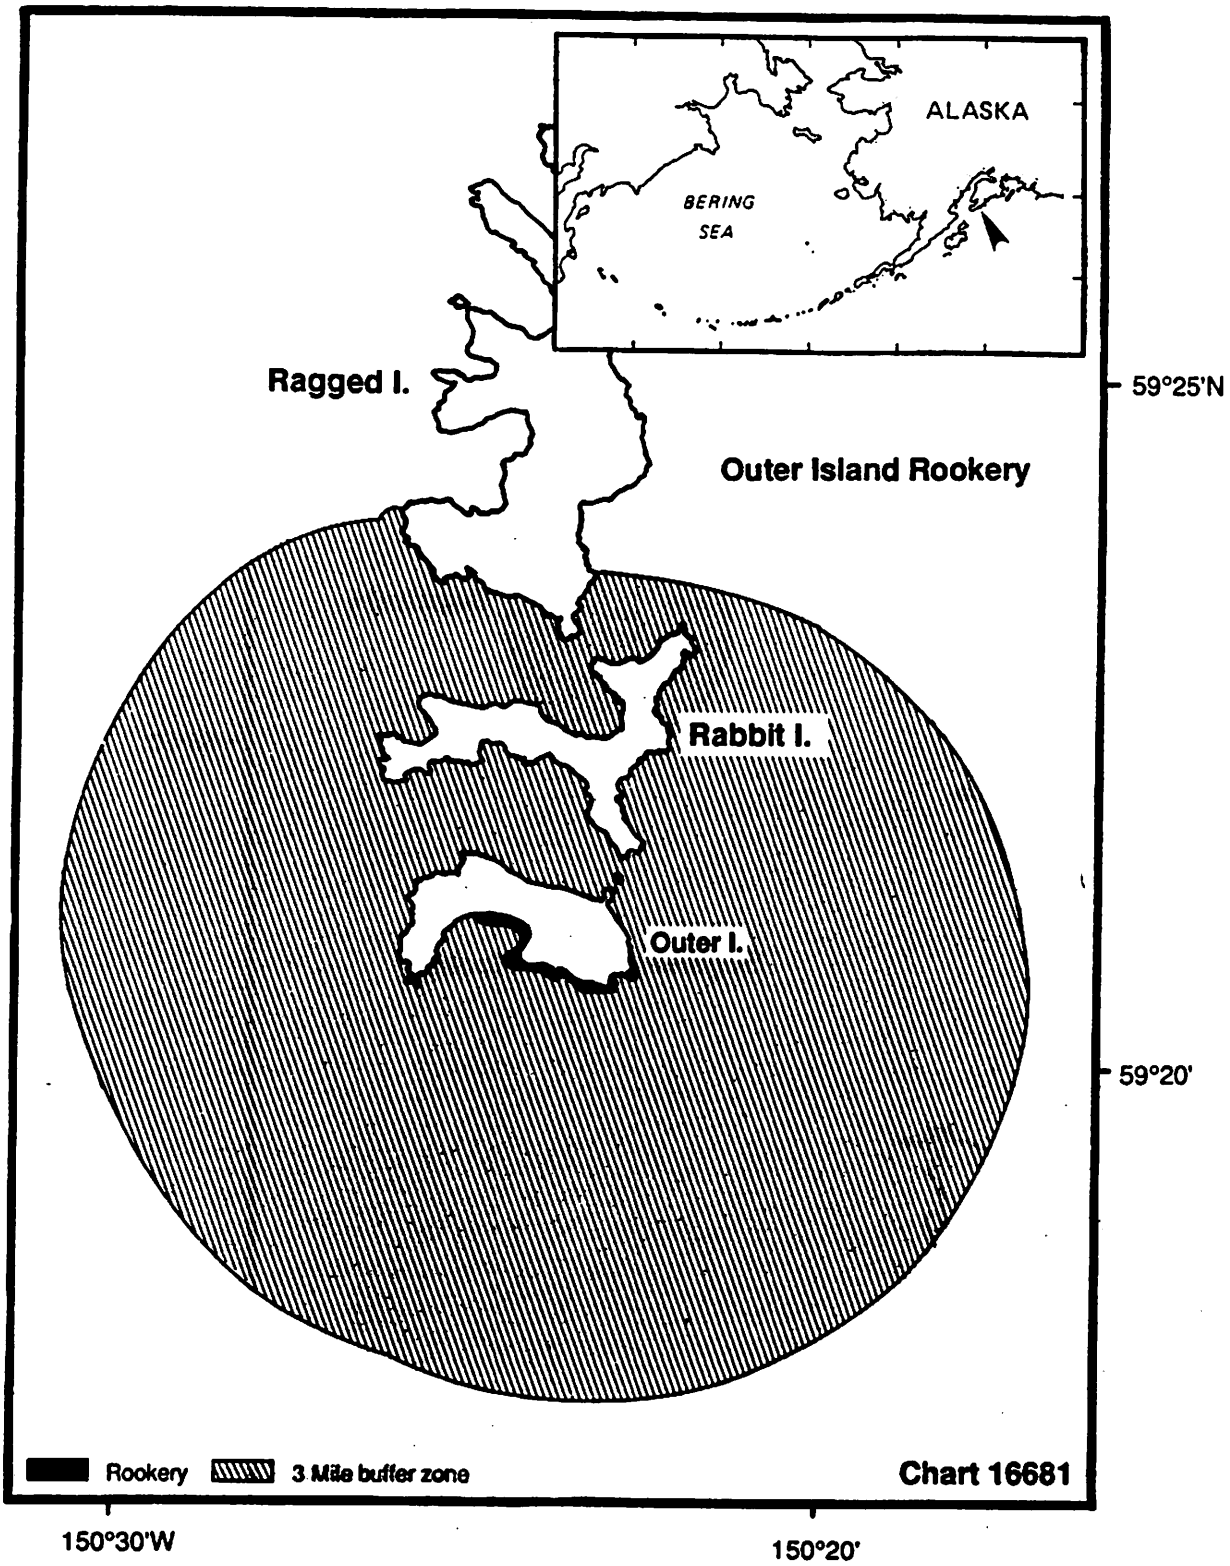 ALASKA
BERING
SEA
Ragged I.
59°25'N
Outer Island Rookery
Rabbit I.
Outer I.
59°20'
Rookery
3 Mile buffer zone
Chart 16681
150°30'W
150°20'